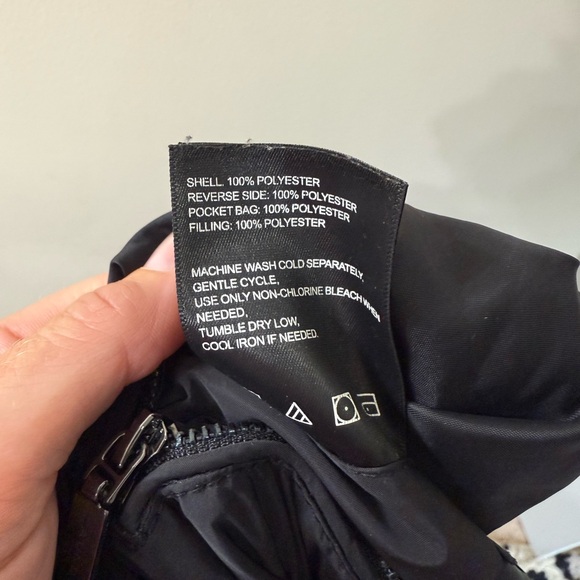 SHELL. 100% POLYESTER
REVERSE SIDE: 100% POLYESTER
POCKET BAG: 100% POLYESTER
FILLING: 100% POLYESTER
MACHINE WASH COLD SEPARATELY,
GENTLE CYCLE,
USE ONLY NON-CHLORINE BLEACH WHEN
NEEDED,
TUMBLE DRY LOW,
COOL IRON IF NEEDED.